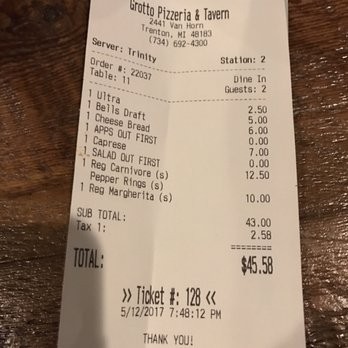 Grotto Pizzeria & Tavern
2441 Van Horn
Trenton, MI 48183
(734) 692-4300
Server: Trinity Station: 2
Order #: 22037 Dine In
Table: 11 Guests: 2
1 Ultra 2.50
1 Bells Draft 5.00
1 Cheese Bread 6.00
1 APPS OUT FIRST 0.00
1 Caprese 7.00
1 SALAD OUT FIRST 0.00
1 Reg Carnivore (s) 12.50
Pepper Rings (s)
1 Reg Margherita (s) 10.00
SUB TOTAL: 43.00
Tax 1: 2.58
========
TOTAL: $45.58
>> Ticket #: 128 <<
5/12/2017 7:48:12 PM
THANK YOU!